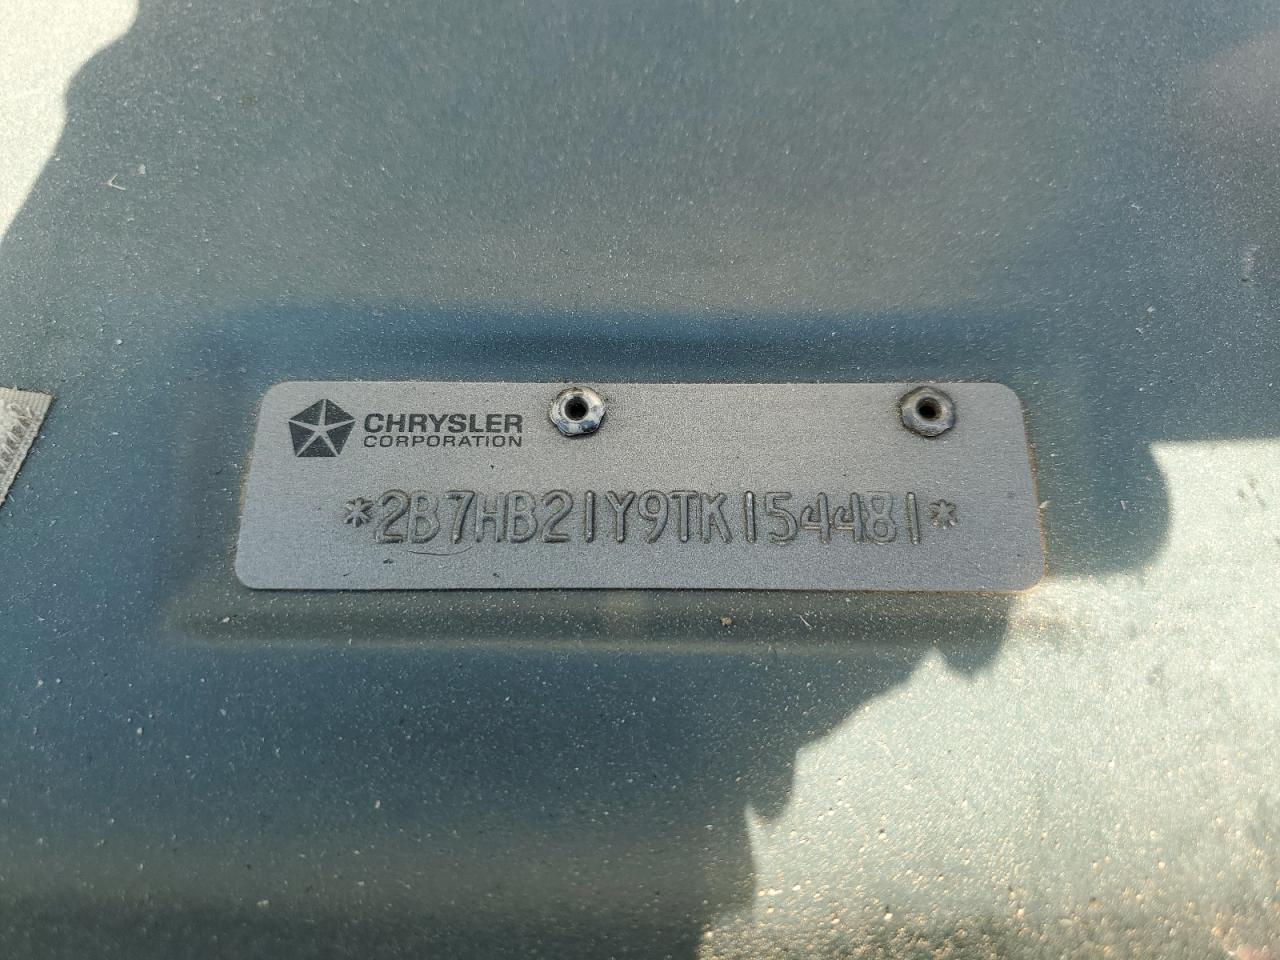 CHRYSLER
CORPORATION
*2B7HB21Y9TK154481*